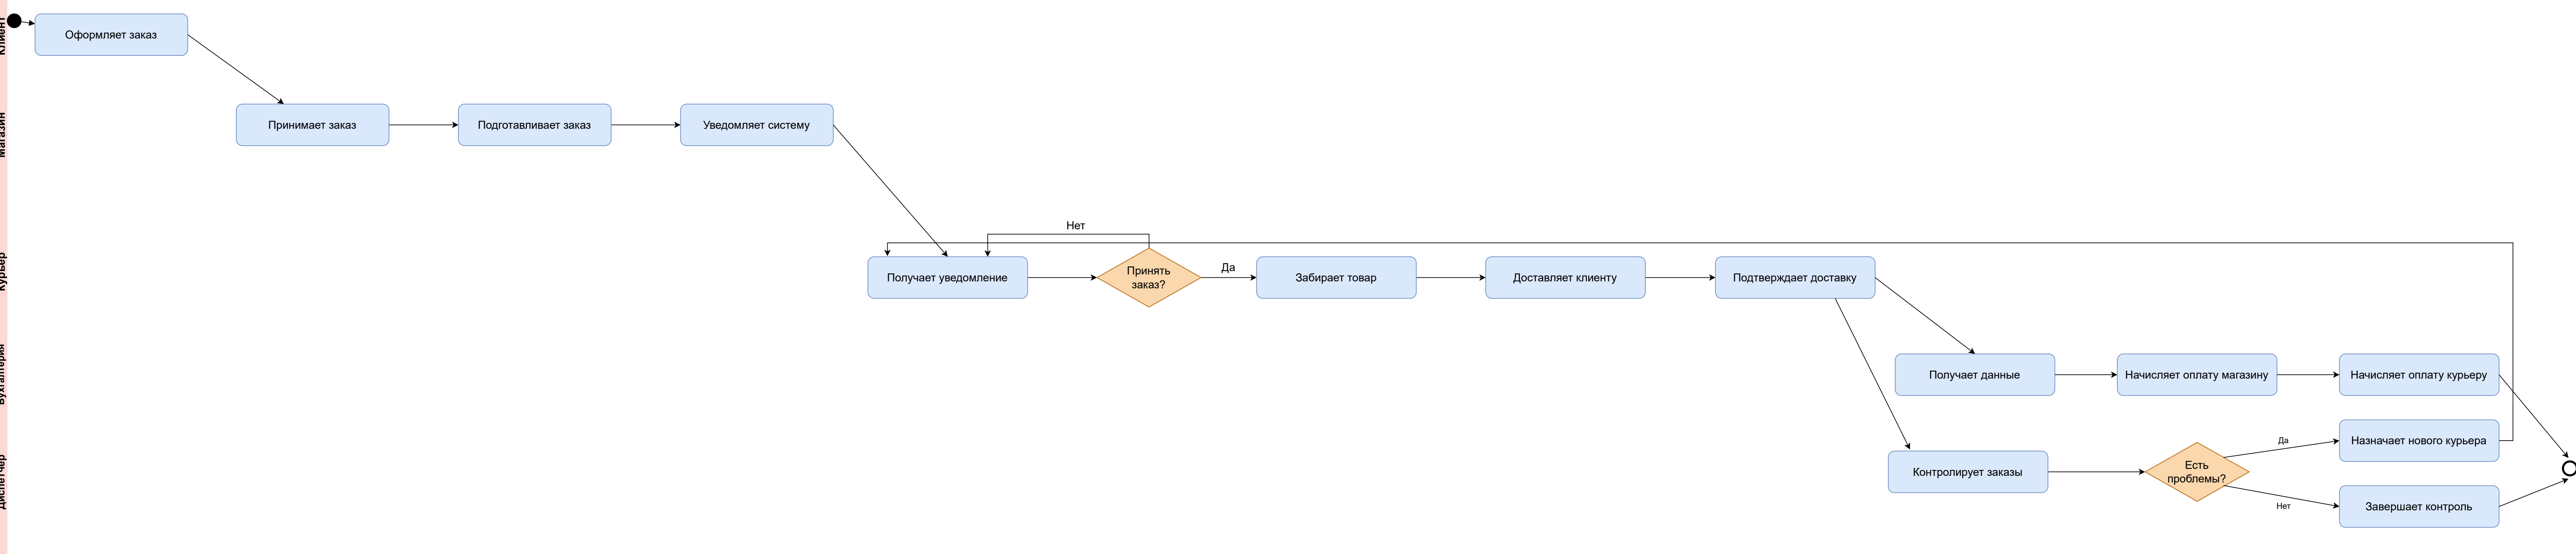 Клиент
Оформляет заказ
Магазин
Принимает заказ
Подготавливает заказ
Уведомляет систему
Нет
Курьер
Получает уведомление
Принять
заказ?
Да
Забирает товар
Доставляет клиенту
Подтверждает доставку
Бухгалтерия
Получает данные
Начисляет оплату магазину
Начисляет оплату курьеру
Диспетчер
Контролирует заказы
Есть
проблемы?
Да
Назначает нового курьера
Нет
Завершает контроль